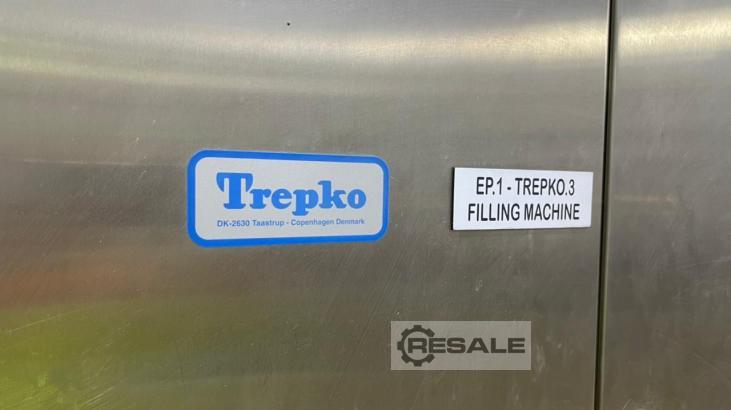 Trepko
DK-2630 Taastrup - Copenhagen Denmark
EP.1 - TREPKO.3
FILLING MACHINE
RESALE